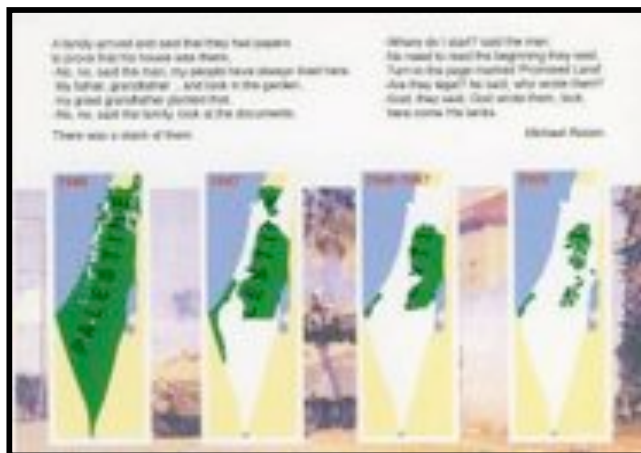 A family arrived and said that they had papers
to prove that his house was theirs.
-No, no, said the man, my people have always lived here.
My father, grandfather... and look in the garden,
my great grandfather planted that.
-No, no, said the family, look at the documents.
There was a stack of them.
-Where do I start? said the man.
-No need to read the beginning they said,
Turn to the page marked 'Promised Land'
-Are they legal? he said, who wrote them?
-God, they said, God wrote them, look,
here come His tanks.
Michael Rosen
1946
1947
PALESTINE